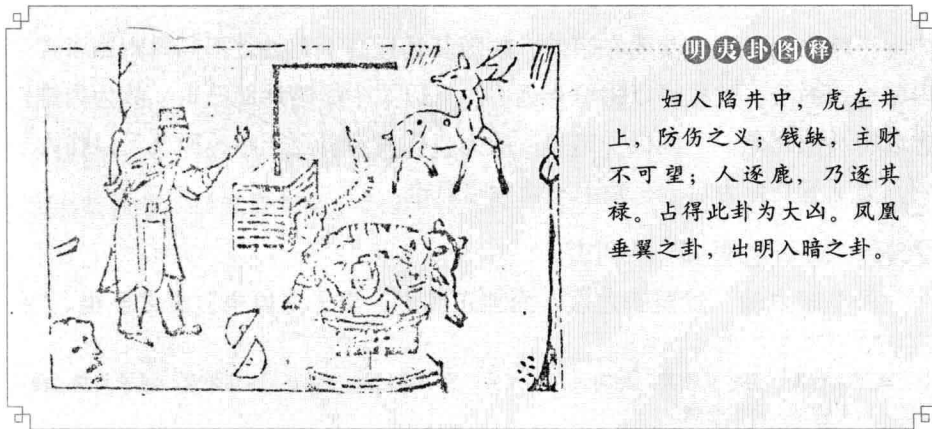 明夷卦图释
妇人陷井中，虎在井
上，防伤之义；钱缺，主财
不可望；人逐鹿，乃逐其
禄。占得此卦为大凶。凤凰
垂翼之卦，出明入暗之卦。